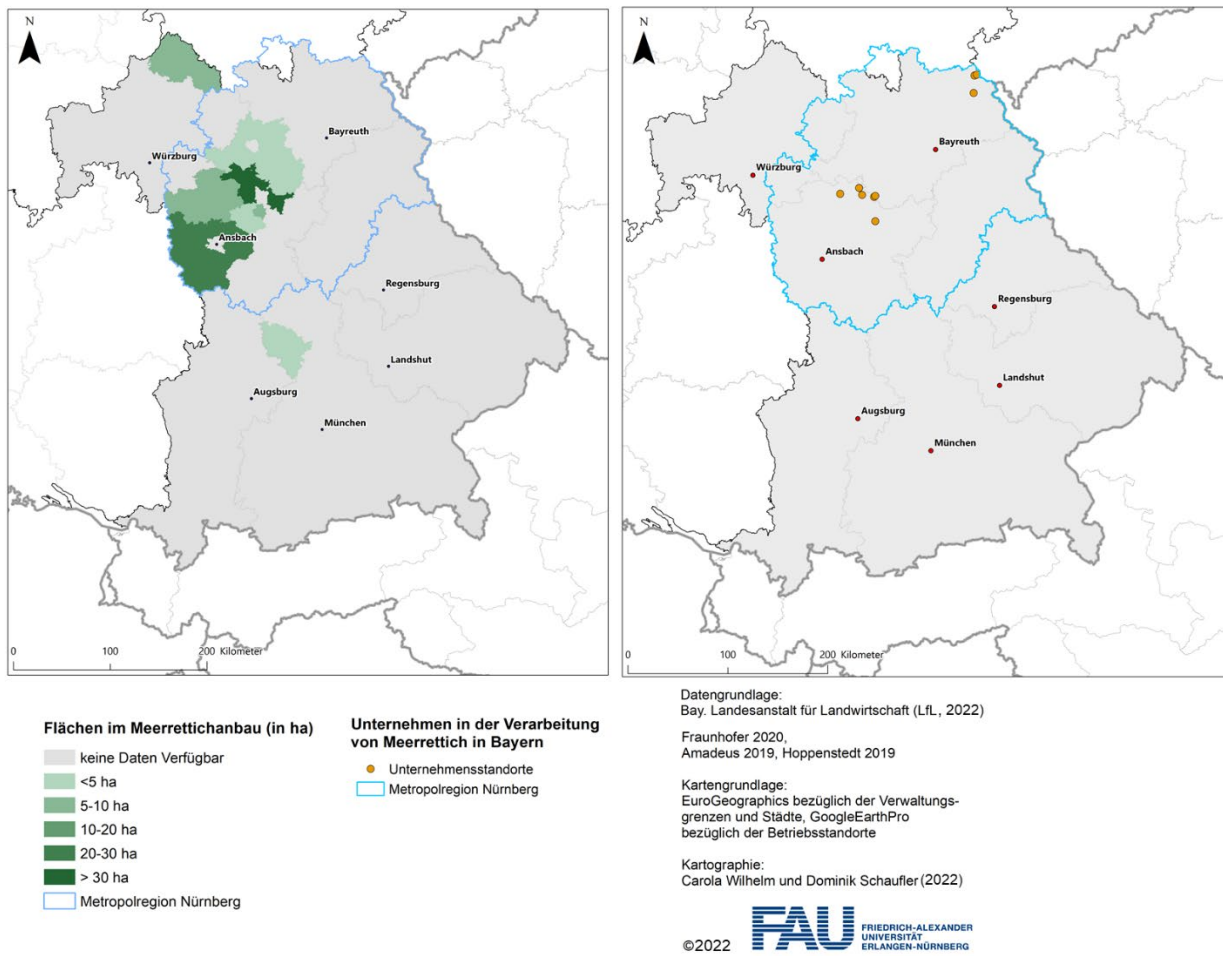 N
Bayreuth
Würzburg
Ansbach
Regensburg
Landshut
Augsburg
München
0 100 200 Kilometer
N
Bayreuth
Würzburg
Ansbach
Regensburg
Landshut
Augsburg
München
0 100 200 Kilometer
Flächen im Meerrettichanbau (in ha)
keine Daten Verfügbar
<5 ha
5-10 ha
10-20 ha
20-30 ha
> 30 ha
Metropolregion Nürnberg
Unternehmen in der Verarbeitung
von Meerrettich in Bayern
Unternehmensstandorte
Metropolregion Nürnberg
Datengrundlage:
Bay. Landesanstalt für Landwirtschaft (LfL, 2022)
Fraunhofer 2020,
Amadeus 2019, Hoppenstedt 2019
Kartengrundlage:
EuroGeographics bezüglich der Verwaltungs-
grenzen und Städte, GoogleEarthPro
bezüglich der Betriebsstandorte
Kartographie:
Carola Wilhelm und Dominik Schaufler (2022)
©2022
FAU
FRIEDRICH-ALEXANDER
UNIVERSITÄT
ERLANGEN-NÜRNBERG